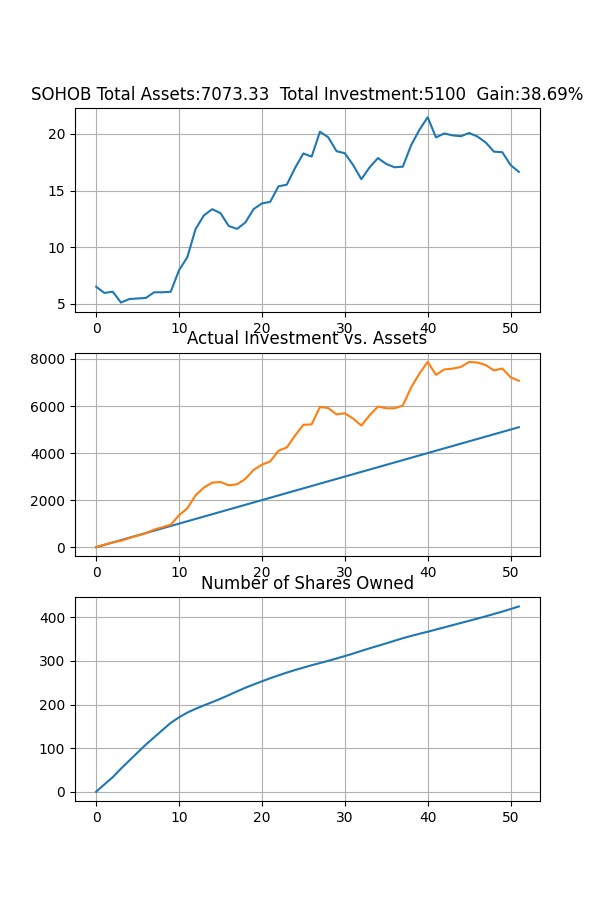 SOHOB Total Assets:7073.33  Total Investment:5100  Gain:38.69%
20
15
10
5
0 10 20 30 40 50
Actual Investment vs. Assets
8000
6000
4000
2000
0
0 10 20 30 40 50
Number of Shares Owned
400
300
200
100
0
0 10 20 30 40 50